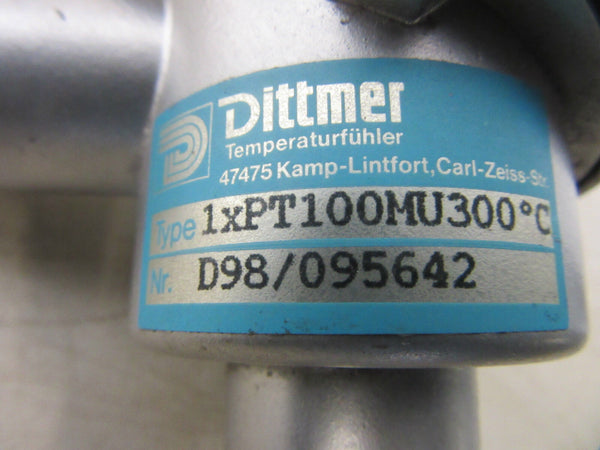 Dittmer
Temperaturfühler
47475 Kamp-Lintfort, Carl-Zeiss-Str.
Type 1xPT100MU300°C
Nr. D98/095642